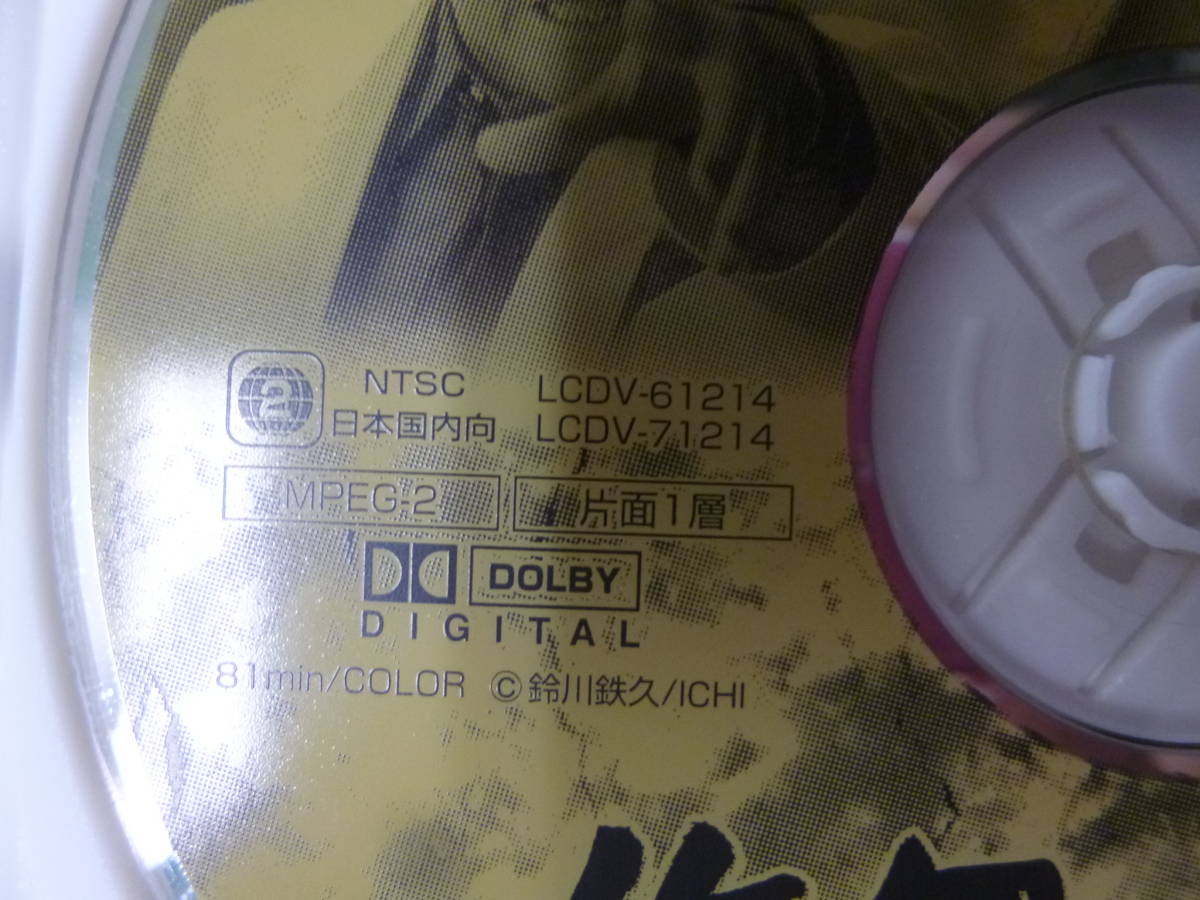 2 NTSC LCDV-61214
日本国内向 LCDV-71214
MPEG-2 片面1層
DOLBY
DIGITAL
81min/COLOR ©鈴川鉄久/ICHI